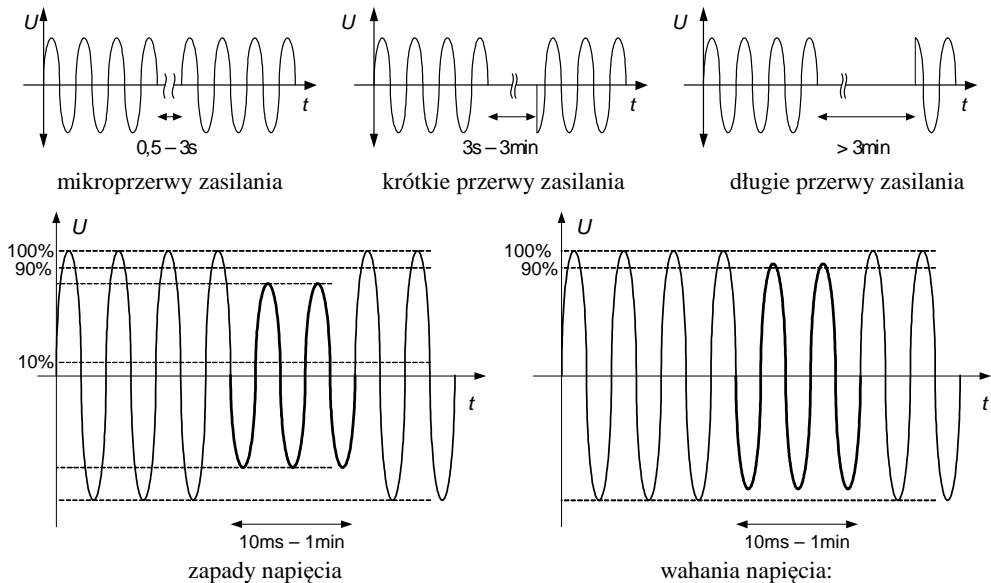 U
t
0,5 – 3s
mikroprzerwy zasilania
U
t
3s – 3min
krótkie przerwy zasilania
U
t
> 3min
długie przerwy zasilania
U
100%
90%
10%
t
10ms – 1min
zapady napięcia
U
100%
90%
t
10ms – 1min
wahania napięcia: